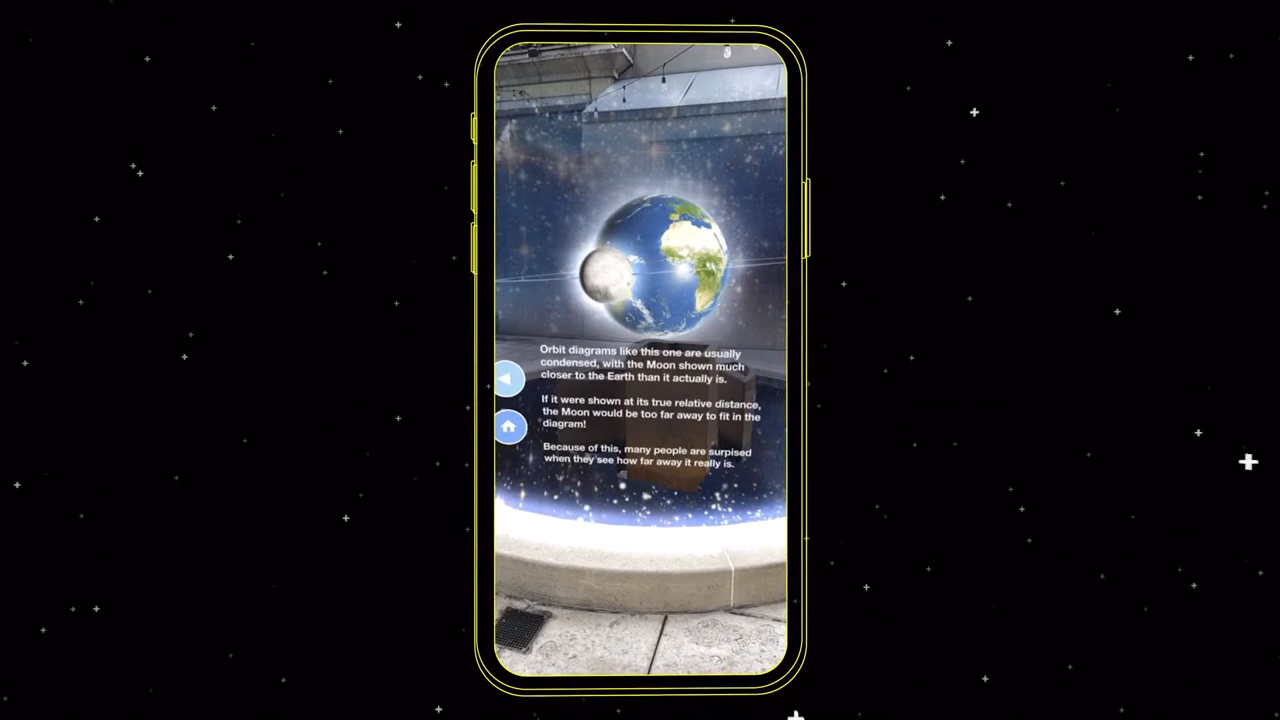 Orbit diagrams like this one are usually
condensed, with the Moon shown much
closer to the Earth than it actually is.
If it were shown at its true relative distance,
the Moon would be too far away to fit in the
diagram!
Because of this, many people are surpised
when they see how far away it really is.